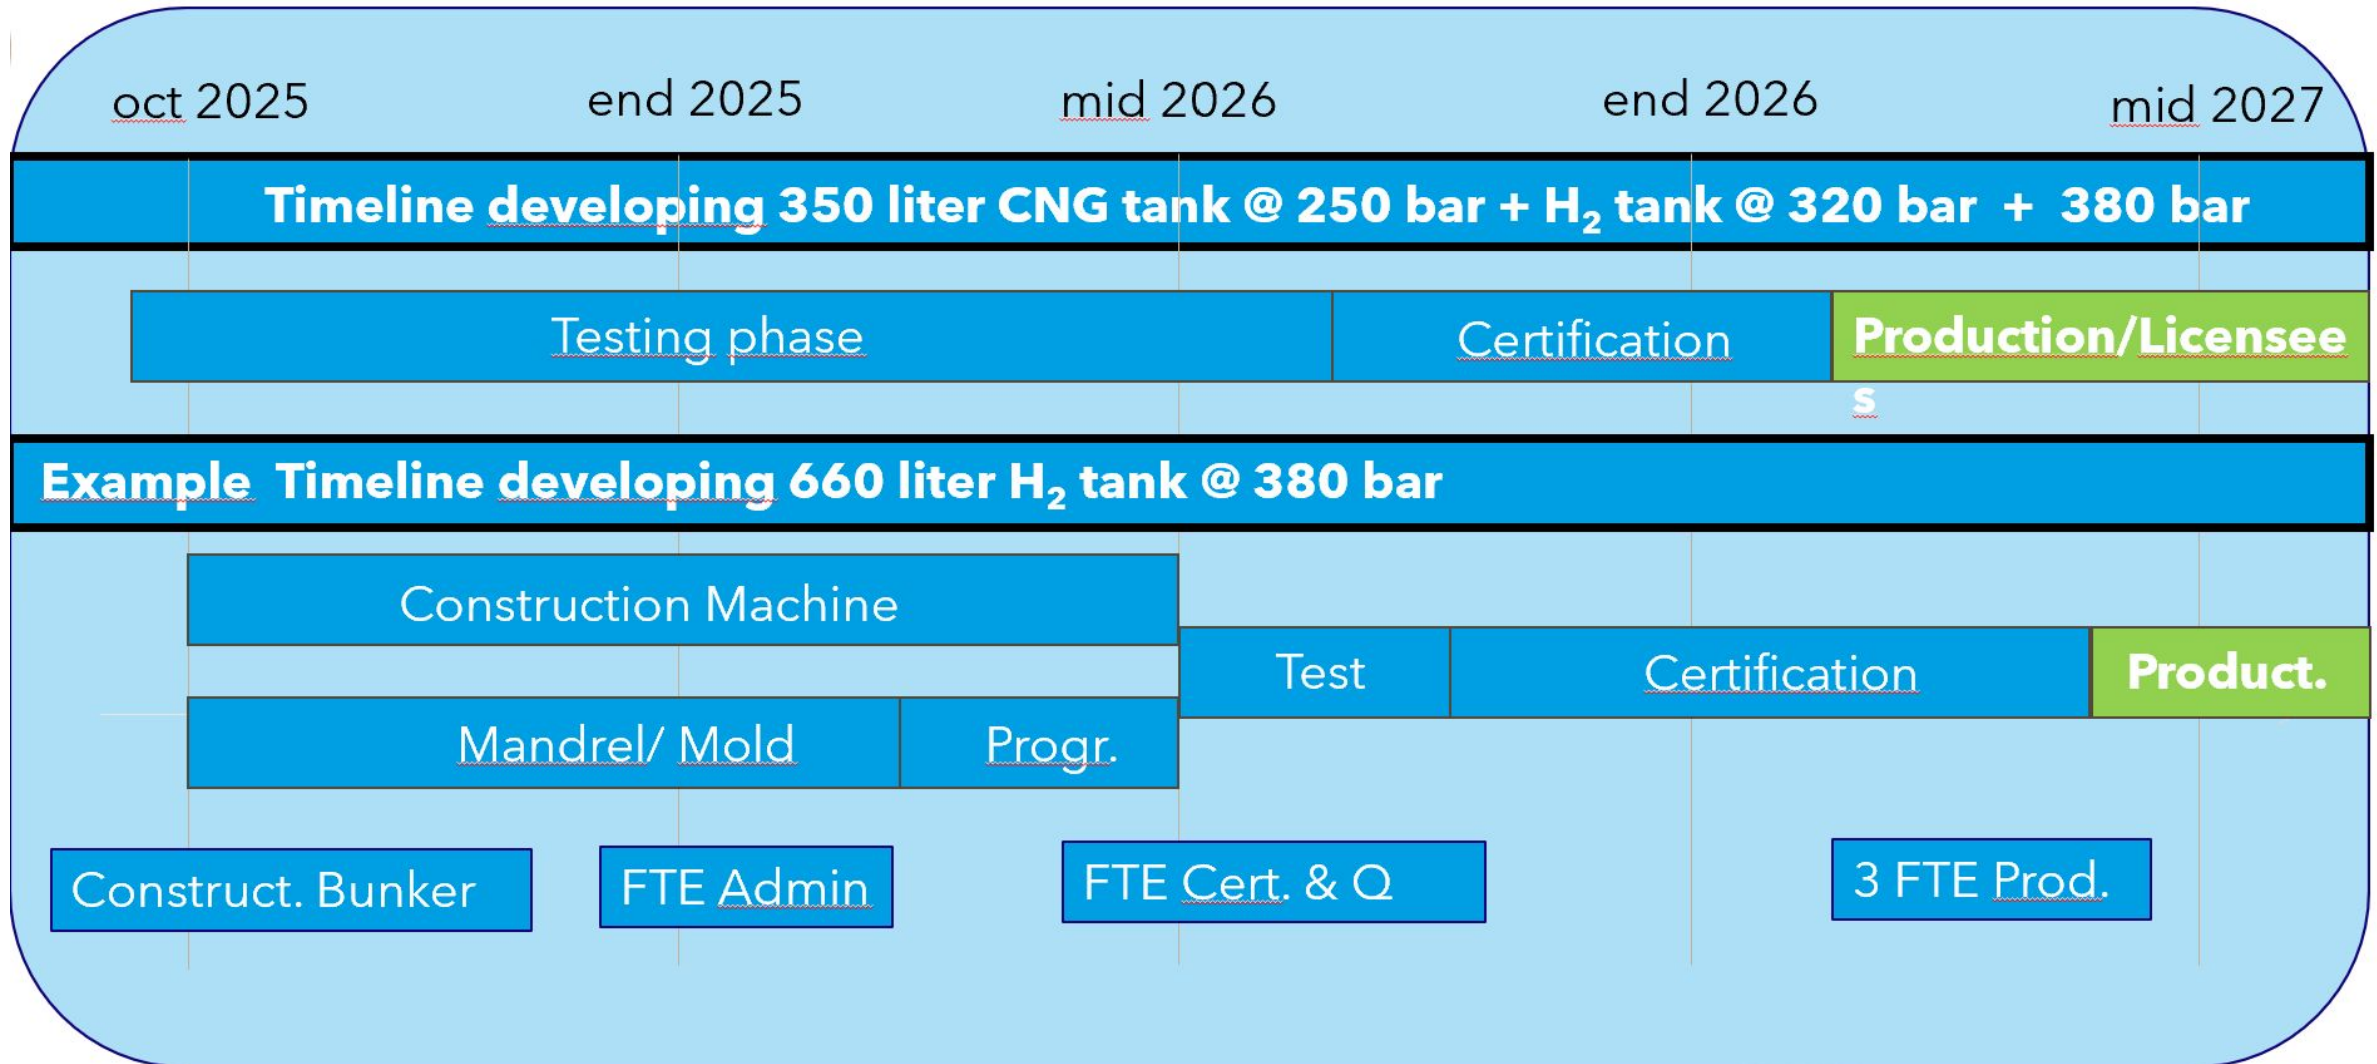 oct 2025 end 2025 mid 2026 end 2026 mid 2027
Timeline developing 350 liter CNG tank @ 250 bar + H₂ tank @ 320 bar + 380 bar
Testing phase Certification Production/Licensee
s
Example Timeline developing 660 liter H₂ tank @ 380 bar
Construction Machine
Test Certification Product.
Mandrel/ Mold Progr.
Construct. Bunker FTE Admin FTE Cert. & Q 3 FTE Prod.